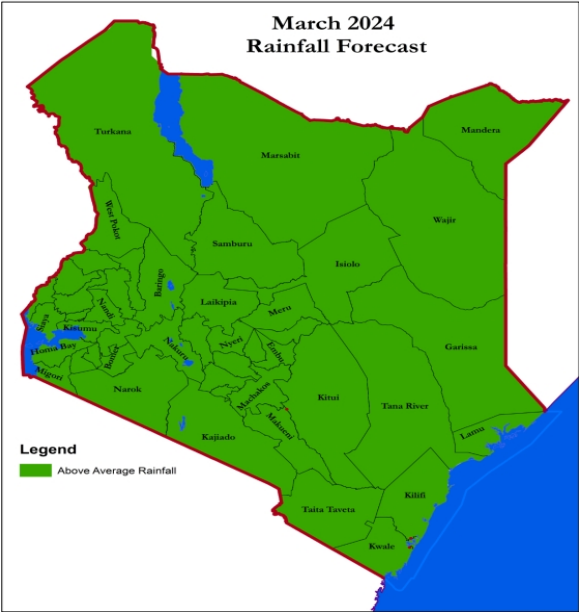 March 2024
Rainfall Forecast
Mandera
Turkana
Marsabit
West Pokot
Wajir
Samburu
Isiolo
Baringo
Laikipia
Meru
Nandi
Siaya
Kisumu
Nyeri
Embu
Garissa
Homa Bay
Bomet
Nakuru
Migori
Narok
Machakos
Kitui
Tana River
Makueni
Lamu
Kajiado
Legend
Above Average Rainfall
Kilifi
Taita Taveta
Kwale